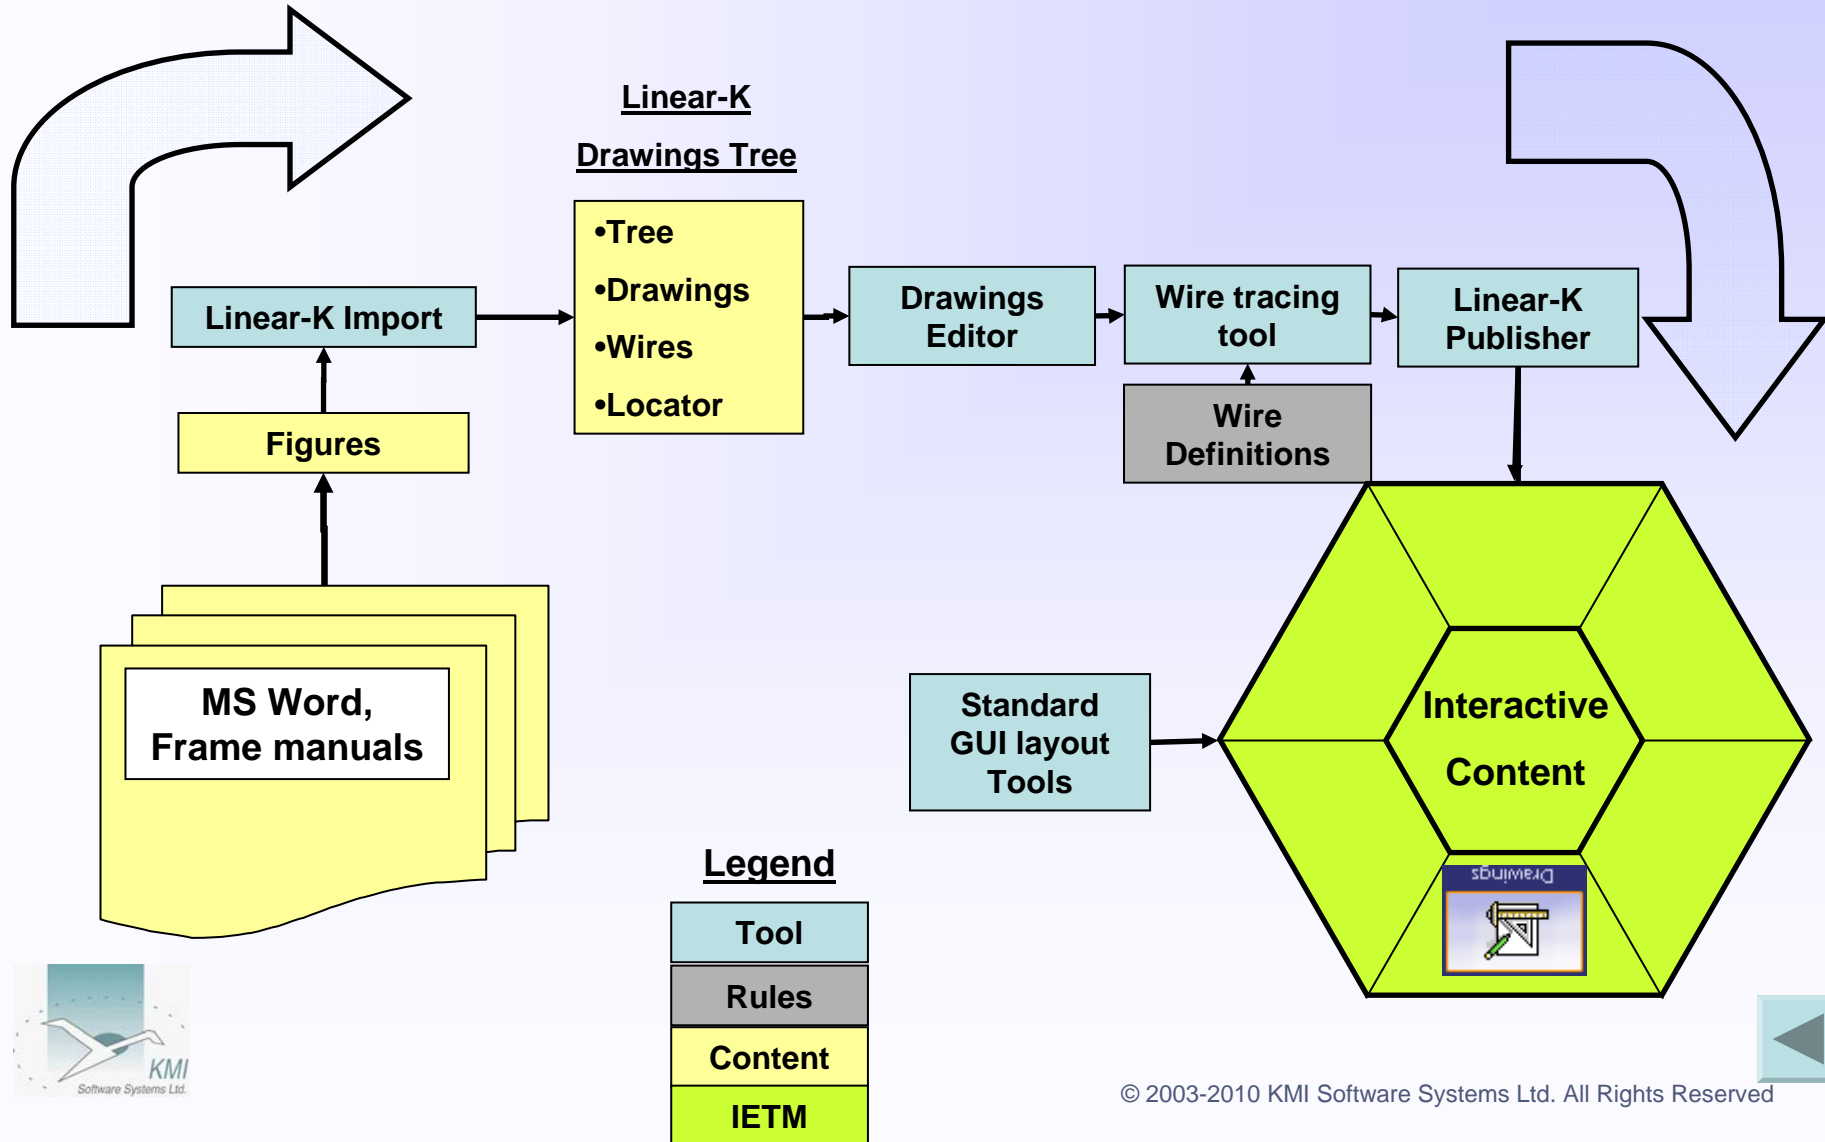 Linear-K
Drawings Tree
•Tree
•Drawings
•Wires
•Locator
Linear-K Import
Figures
MS Word,
Frame manuals
Drawings
Editor
Wire tracing
tool
Wire
Definitions
Linear-K
Publisher
Standard
GUI layout
Tools
Interactive
Content
Drawings
Legend
Tool
Rules
Content
IETM
KMI
Software Systems Ltd.
© 2003-2010 KMI Software Systems Ltd. All Rights Reserved